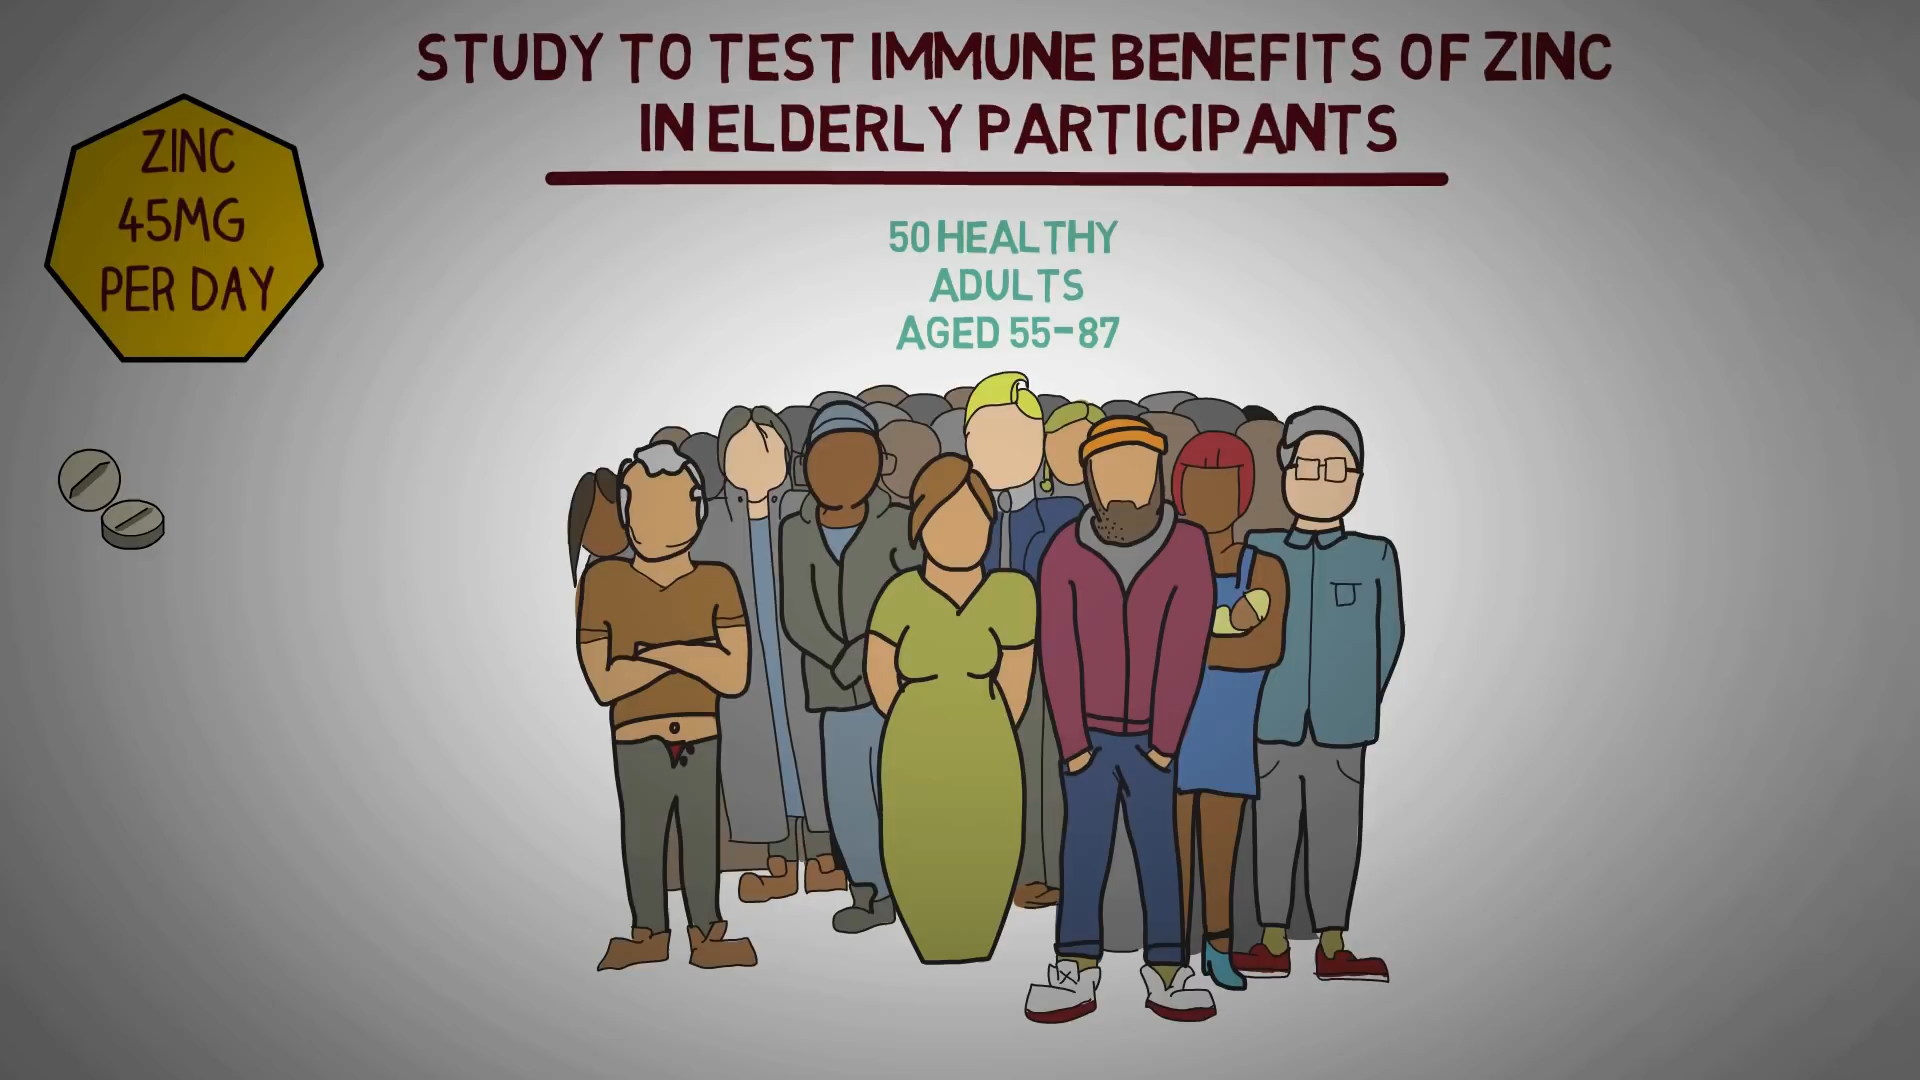 STUDY TO TEST IMMUNE BENEFITS OF ZINC
IN ELDERLY PARTICIPANTS
ZINC
45MG
PER DAY
50 HEALTHY
ADULTS
AGED 55-87